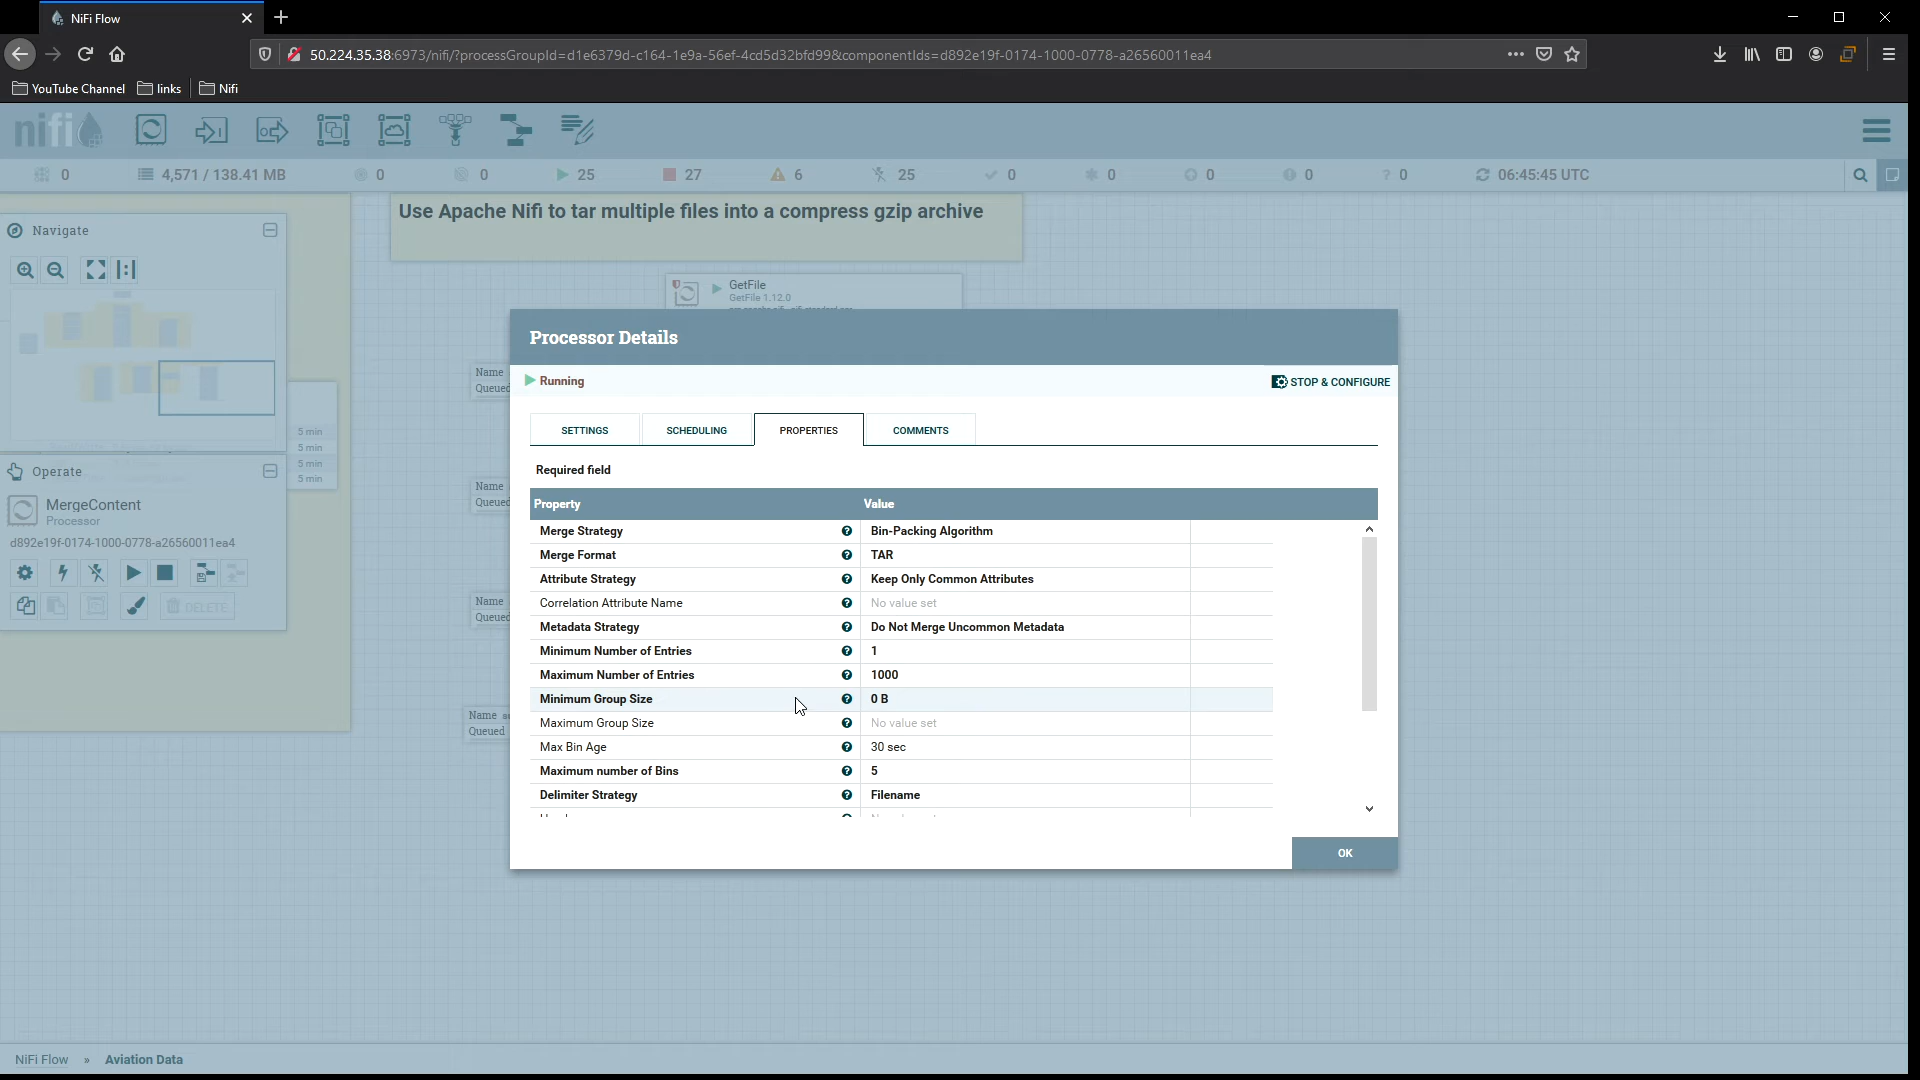 NiFi Flow
50.224.35.38:6973/nifi/?processGroupId=d1e6379d-c164-1e9a-56ef-4cd5d32bfd99&componentIds=d892e19f-0174-1000-0778-a26560011ea4
YouTube Channel links Nifi
nifi
0 4,571 / 138.41 MB 0 0 25 27 6 25 0 0 0 0 ? 0 06:45:45 UTC
Use Apache Nifi to tar multiple files into a compress gzip archive
Navigate
GetFile
GetFile 1.12.0
Processor Details
Name
Queued
Running
STOP & CONFIGURE
SETTINGS SCHEDULING PROPERTIES COMMENTS
5 min
5 min
5 min
5 min
Operate
MergeContent
Processor
d892e19f-0174-1000-0778-a26560011ea4
DELETE
Name
Queued
Name
Queued
Name
Queued
Required field
Property Value
Merge Strategy Bin-Packing Algorithm
Merge Format TAR
Attribute Strategy Keep Only Common Attributes
Correlation Attribute Name No value set
Metadata Strategy Do Not Merge Uncommon Metadata
Minimum Number of Entries 1
Maximum Number of Entries 1000
Minimum Group Size 0 B
Maximum Group Size No value set
Max Bin Age 30 sec
Maximum number of Bins 5
Delimiter Strategy Filename
OK
NiFi Flow » Aviation Data